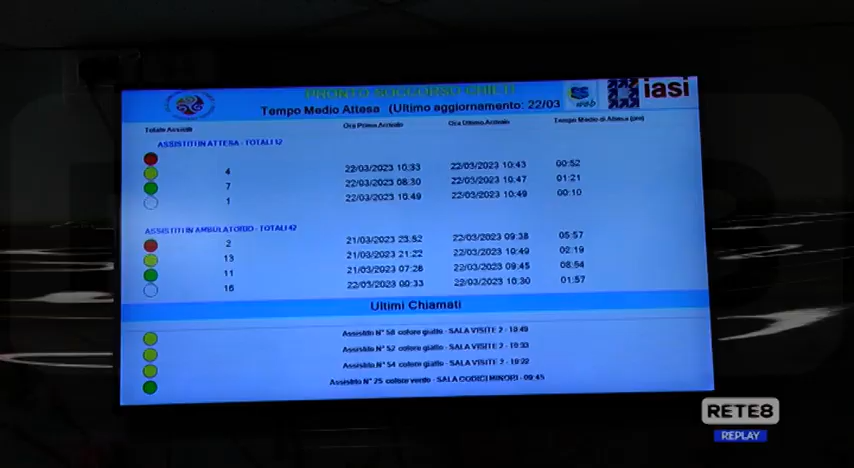 PRONTO SOCCORSO CHIETI
Tempo Medio Attesa (Ultimo aggiornamento: 22/03
web
iasi
Totale Assistiti Ora Primo Arrivo Ora Ultimo Arrivo Tempo Medio di Attesa (ore)
ASSISTITI IN ATTESA - TOTALI 12
4 22/03/2023 10:33 22/03/2023 10:43 00:52
7 22/03/2023 08:30 22/03/2023 10:47 01:21
1 22/03/2023 10:49 22/03/2023 10:49 00:10
ASSISTITI IN AMBULATORIO - TOTALI 42
2 21/03/2023 23:52 22/03/2023 09:38 05:57
13 21/03/2023 21:22 22/03/2023 10:49 02:19
11 21/03/2023 07:28 22/03/2023 09:45 08:54
16 22/03/2023 00:33 22/03/2023 10:30 01:57
Ultimi Chiamati
Assistito N° 58 colore giallo - SALA VISITE 2 - 10:49
Assistito N° 52 colore giallo - SALA VISITE 2 - 10:33
Assistito N° 54 colore giallo - SALA VISITE 2 - 10:22
Assistito N° 25 colore verde - SALA CODICI MINORI - 09:45
RETE8
REPLAY